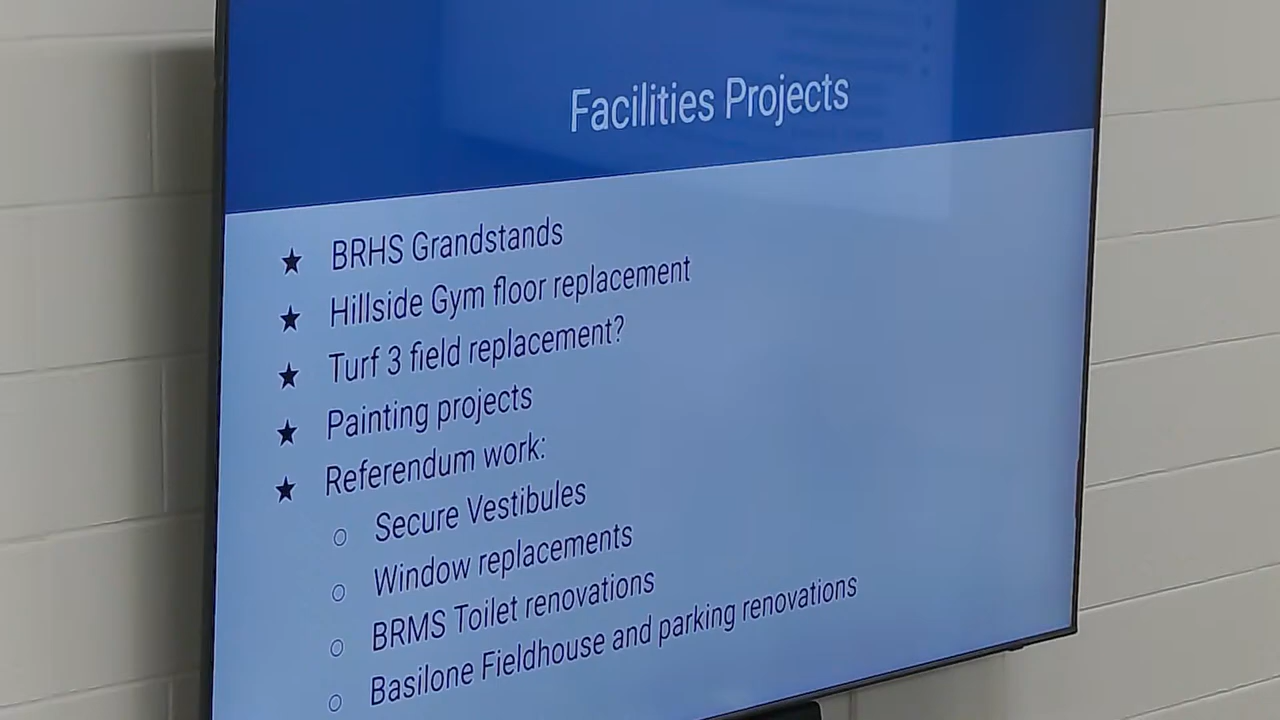 Facilities Projects
★ BRHS Grandstands
★ Hillside Gym floor replacement
★ Turf 3 field replacement?
★ Painting projects
★ Referendum work:
○ Secure Vestibules
○ Window replacements
○ BRMS Toilet renovations
○ Basilone Fieldhouse and parking renovations